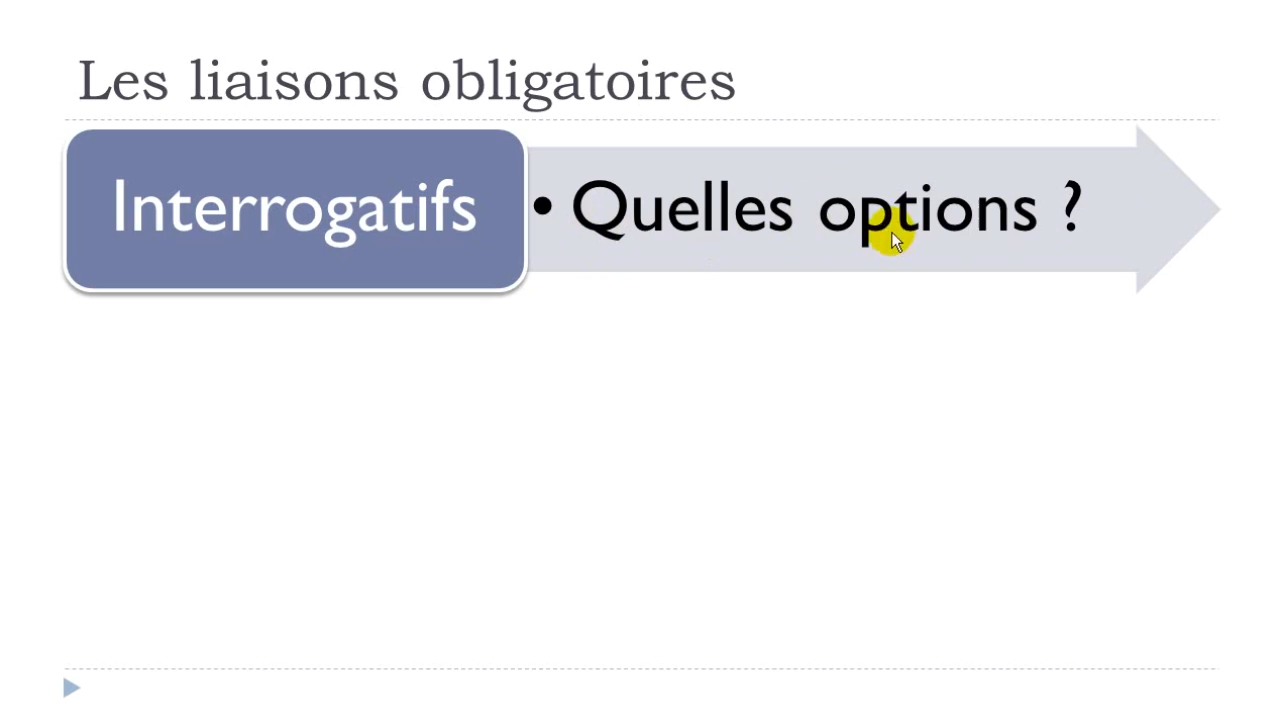 Les liaisons obligatoires
Interrogatifs
• Quelles options ?